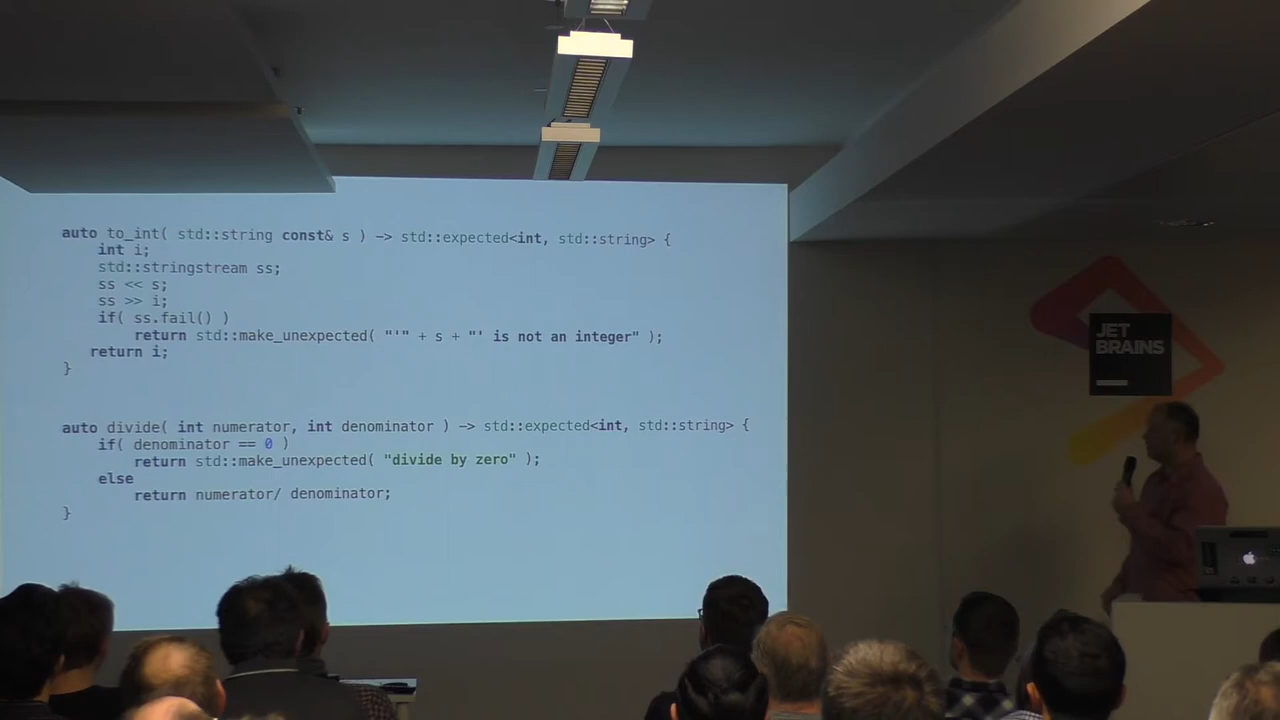 auto to_int( std::string const& s ) -> std::expected<int, std::string> {
    int i;
    std::stringstream ss;
    ss << s;
    ss >> i;
    if( ss.fail() )
        return std::make_unexpected( "'" + s + "' is not an integer" );
   return i;
}
auto divide( int numerator, int denominator ) -> std::expected<int, std::string> {
    if( denominator == 0 )
        return std::make_unexpected( "divide by zero" );
    else
        return numerator/ denominator;
}
JET
BRAINS